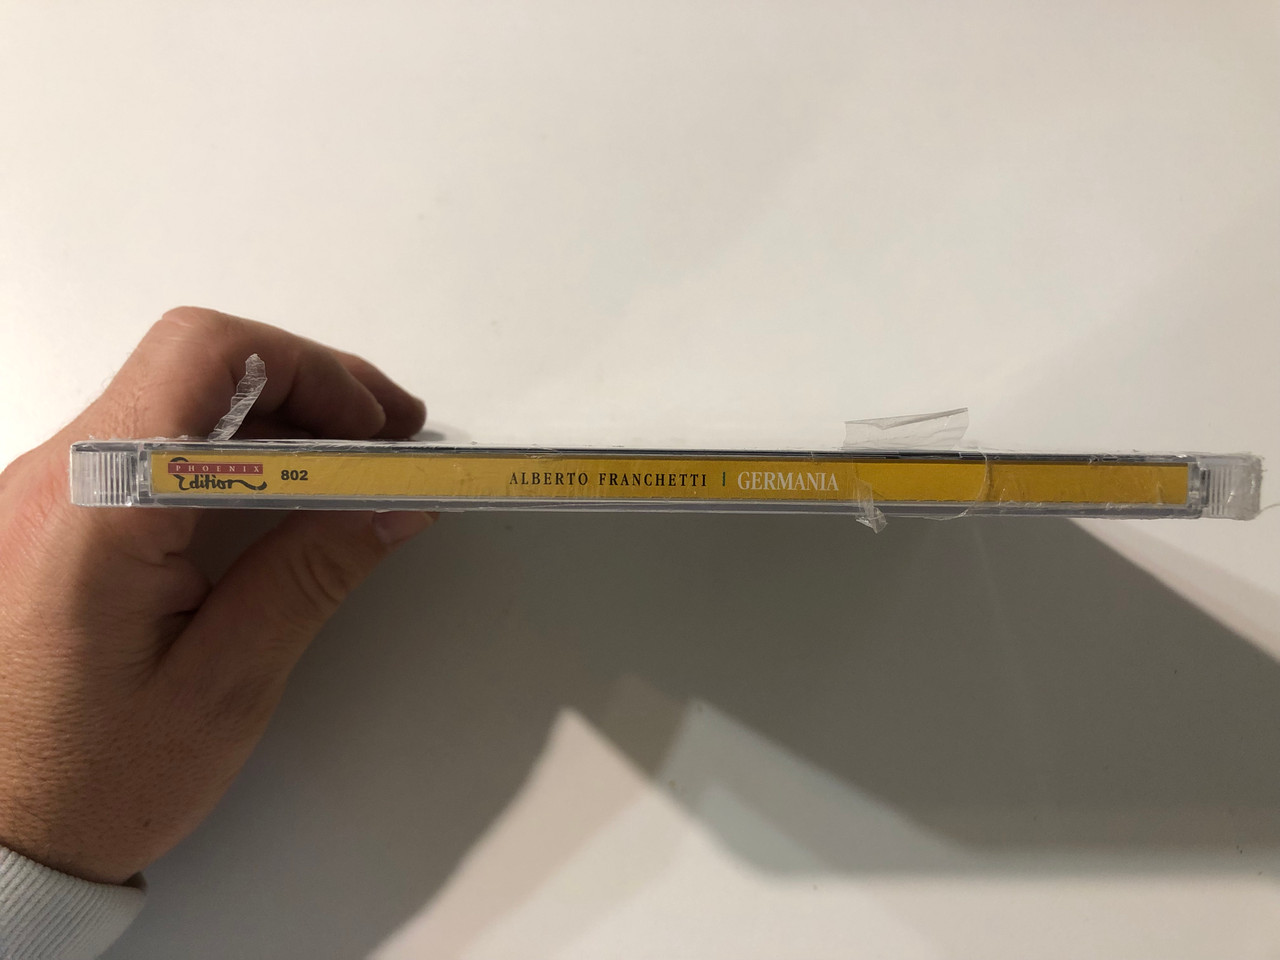 PHOENIX
Edition
802
ALBERTO FRANCHETTI | GERMANIA